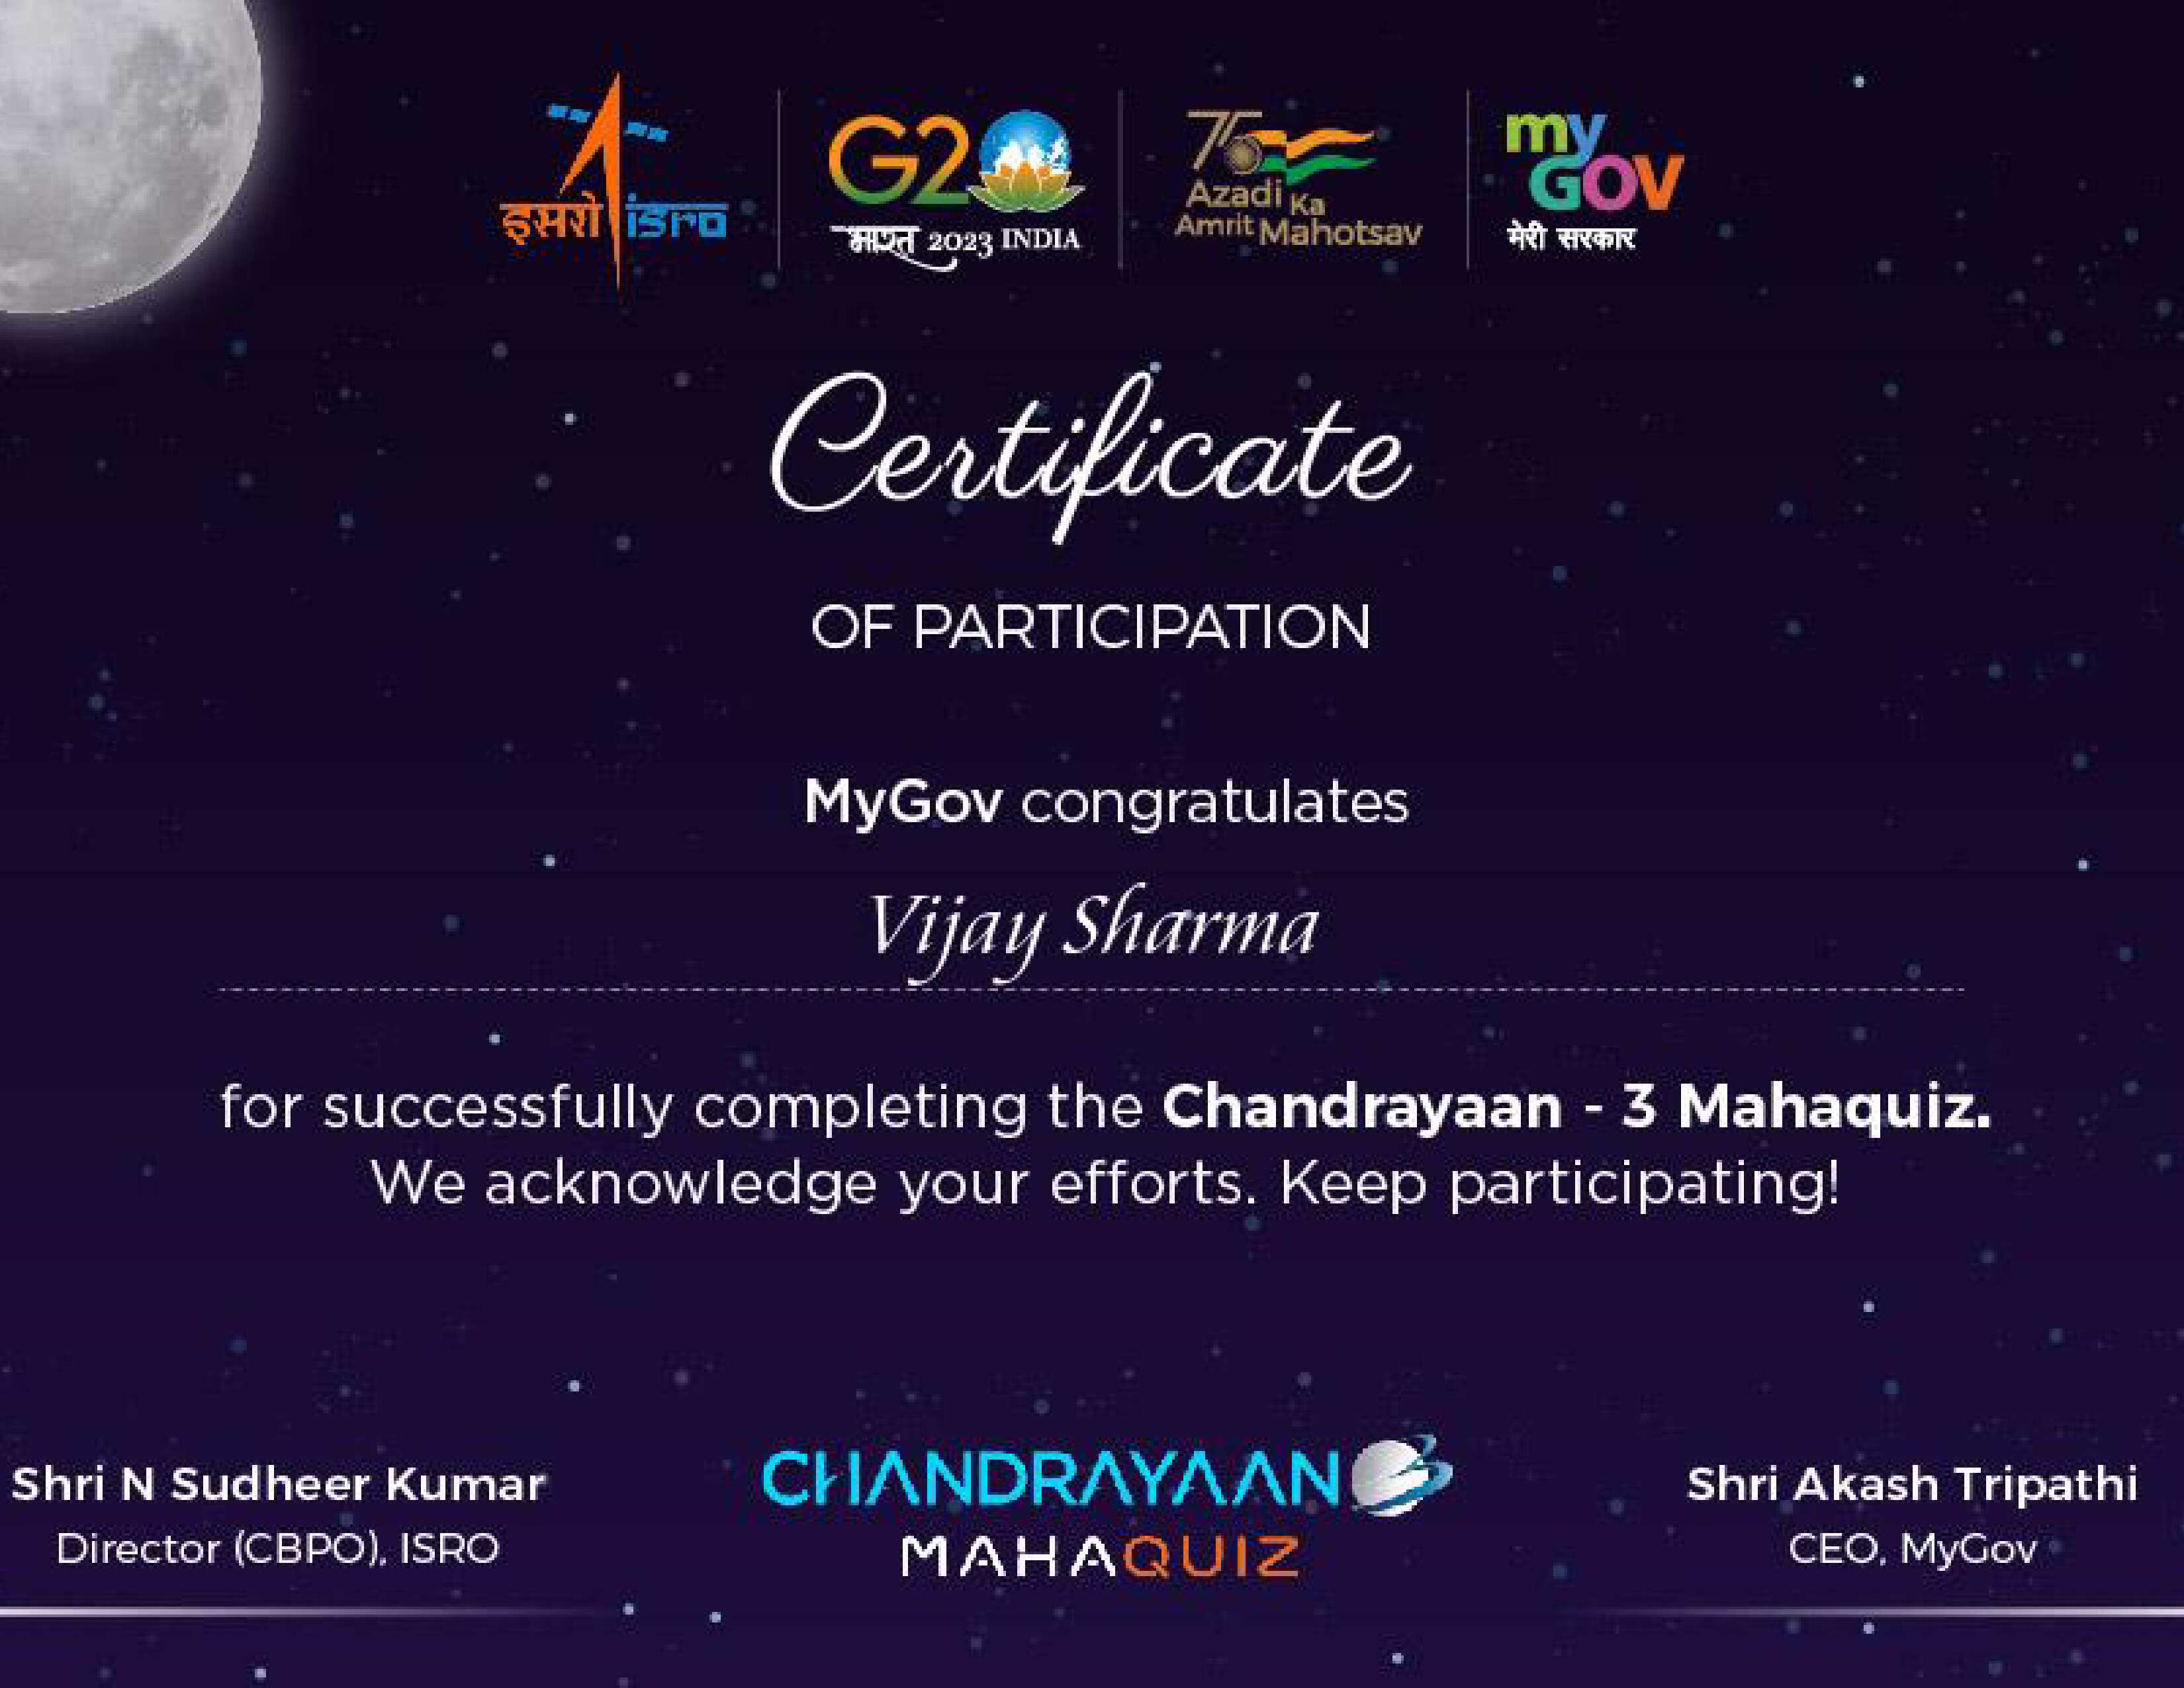 इसरो isro
G20
भारत 2023 INDIA
75
Azadi Ka
Amrit Mahotsav
my
GOV
मेरी सरकार
Certificate
OF PARTICIPATION
MyGov congratulates
Vijay Sharma
for successfully completing the Chandrayaan - 3 Mahaquiz.
We acknowledge your efforts. Keep participating!
Shri N Sudheer Kumar
Director (CBPO), ISRO
CHANDRAYAAN 3
MAHAQUIZ
Shri Akash Tripathi
CEO, MyGov